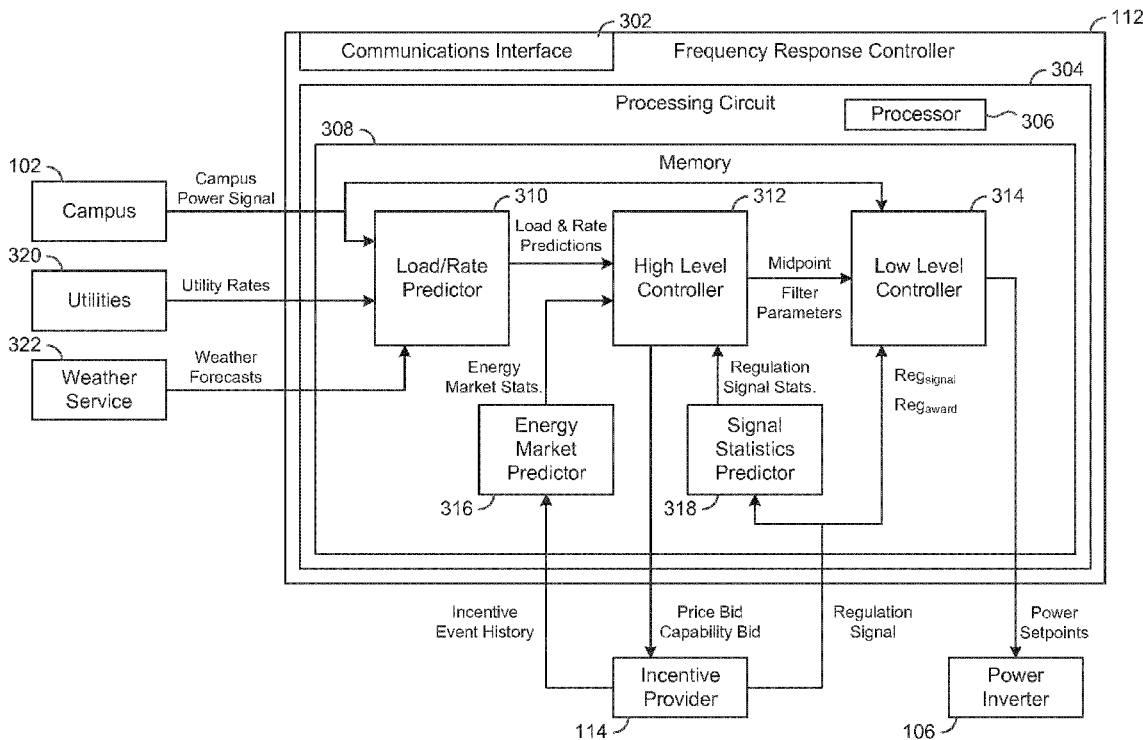 302
112
Communications Interface
Frequency Response Controller
304
Processing Circuit
Processor
306
308
Memory
102
Campus
Campus
Power Signal
310
312
314
Load/Rate
Predictor
Load & Rate
Predictions
High Level
Controller
Midpoint
Filter
Parameters
Low Level
Controller
320
Utilities
Utility Rates
322
Weather
Service
Weather
Forecasts
Energy
Market Stats.
Regulation
Signal Stats.
Regsignal
Regaward
Energy
Market
Predictor
316
Signal
Statistics
Predictor
318
Incentive
Event History
Price Bid
Capability Bid
Regulation
Signal
Power
Setpoints
Incentive
Provider
114
Power
Inverter
106